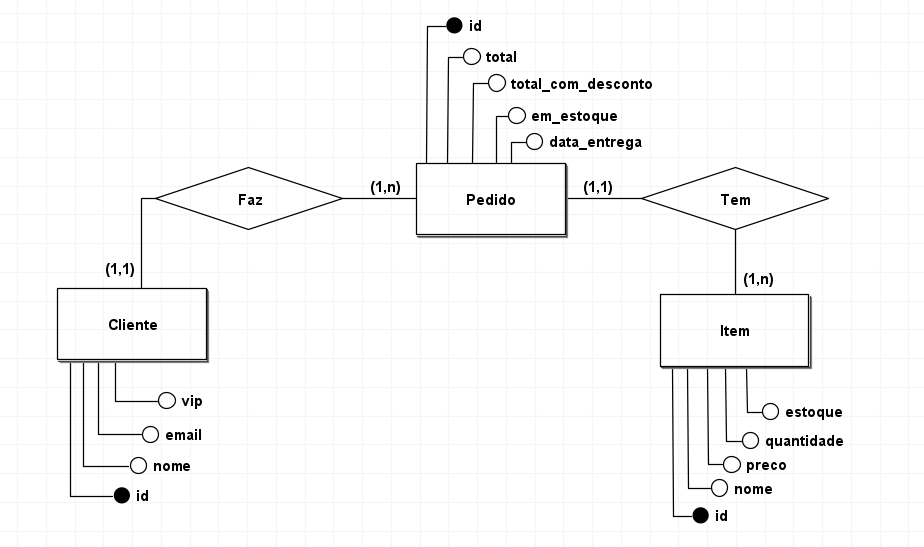 id
total
total_com_desconto
em_estoque
data_entrega
Faz
(1,n)
Pedido
(1,1)
Tem
(1,1)
(1,n)
Cliente
Item
vip
email
nome
id
estoque
quantidade
preco
nome
id